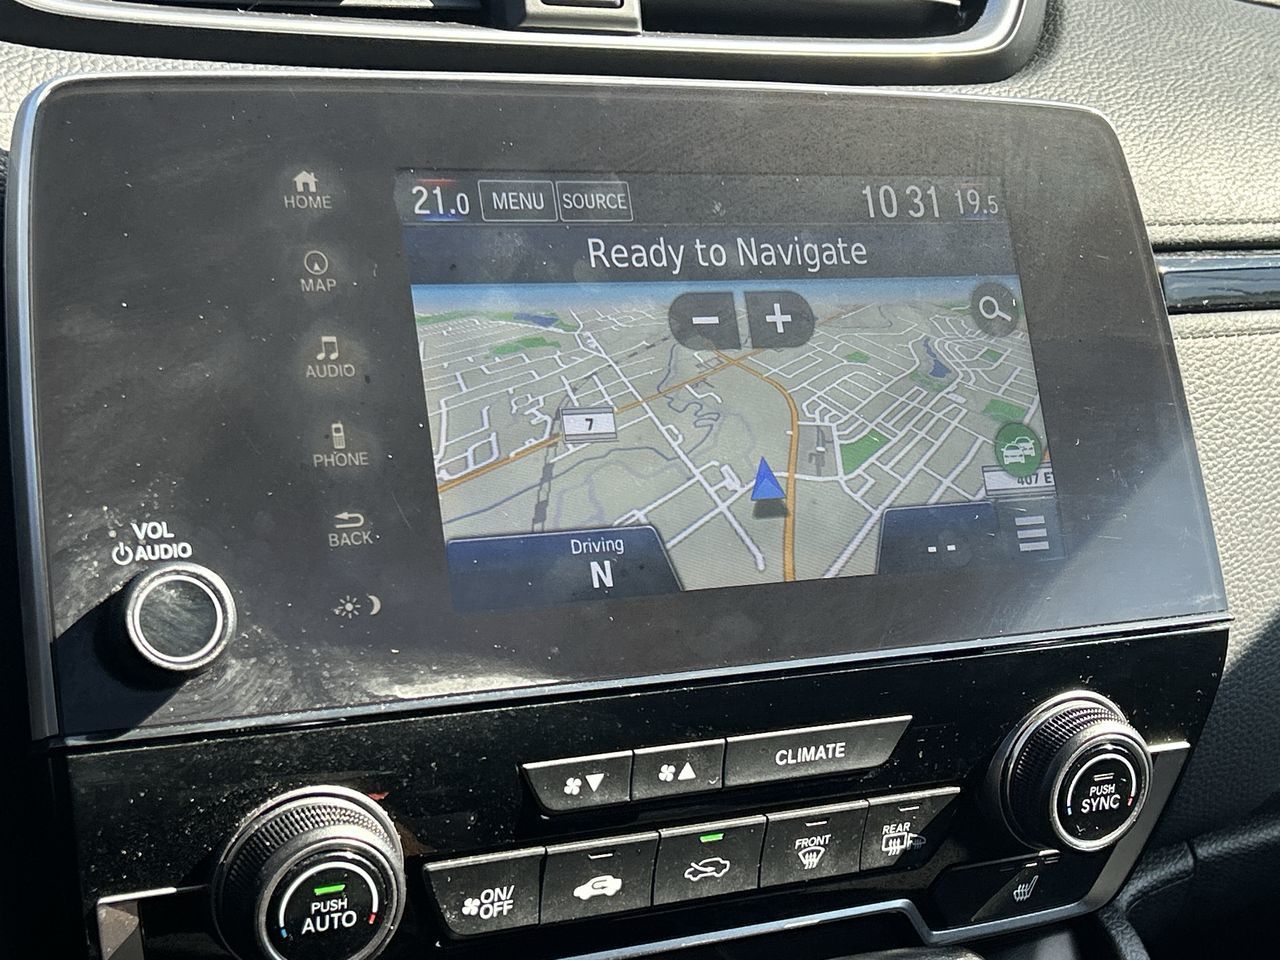 HOME
MAP
AUDIO
PHONE
BACK
VOL
AUDIO
21.0 MENU SOURCE 10 31 19.5
Ready to Navigate
7
407 E
Driving
N
--
CLIMATE
ON/
OFF
FRONT
REAR
PUSH
AUTO
PUSH
SYNC